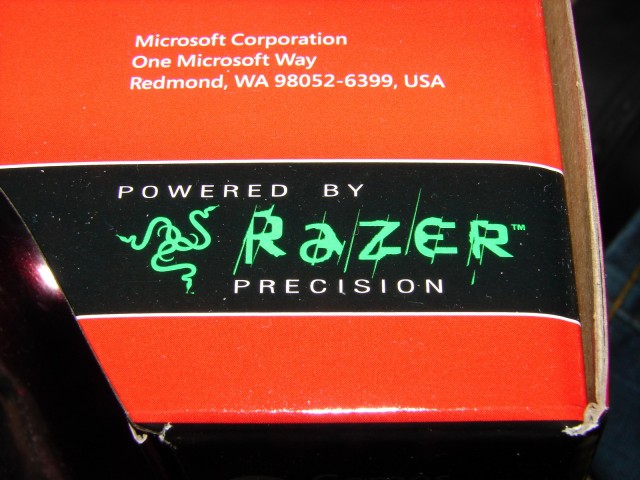 Microsoft Corporation
One Microsoft Way
Redmond, WA 98052-6399, USA
POWERED BY
RAZER™
PRECISION